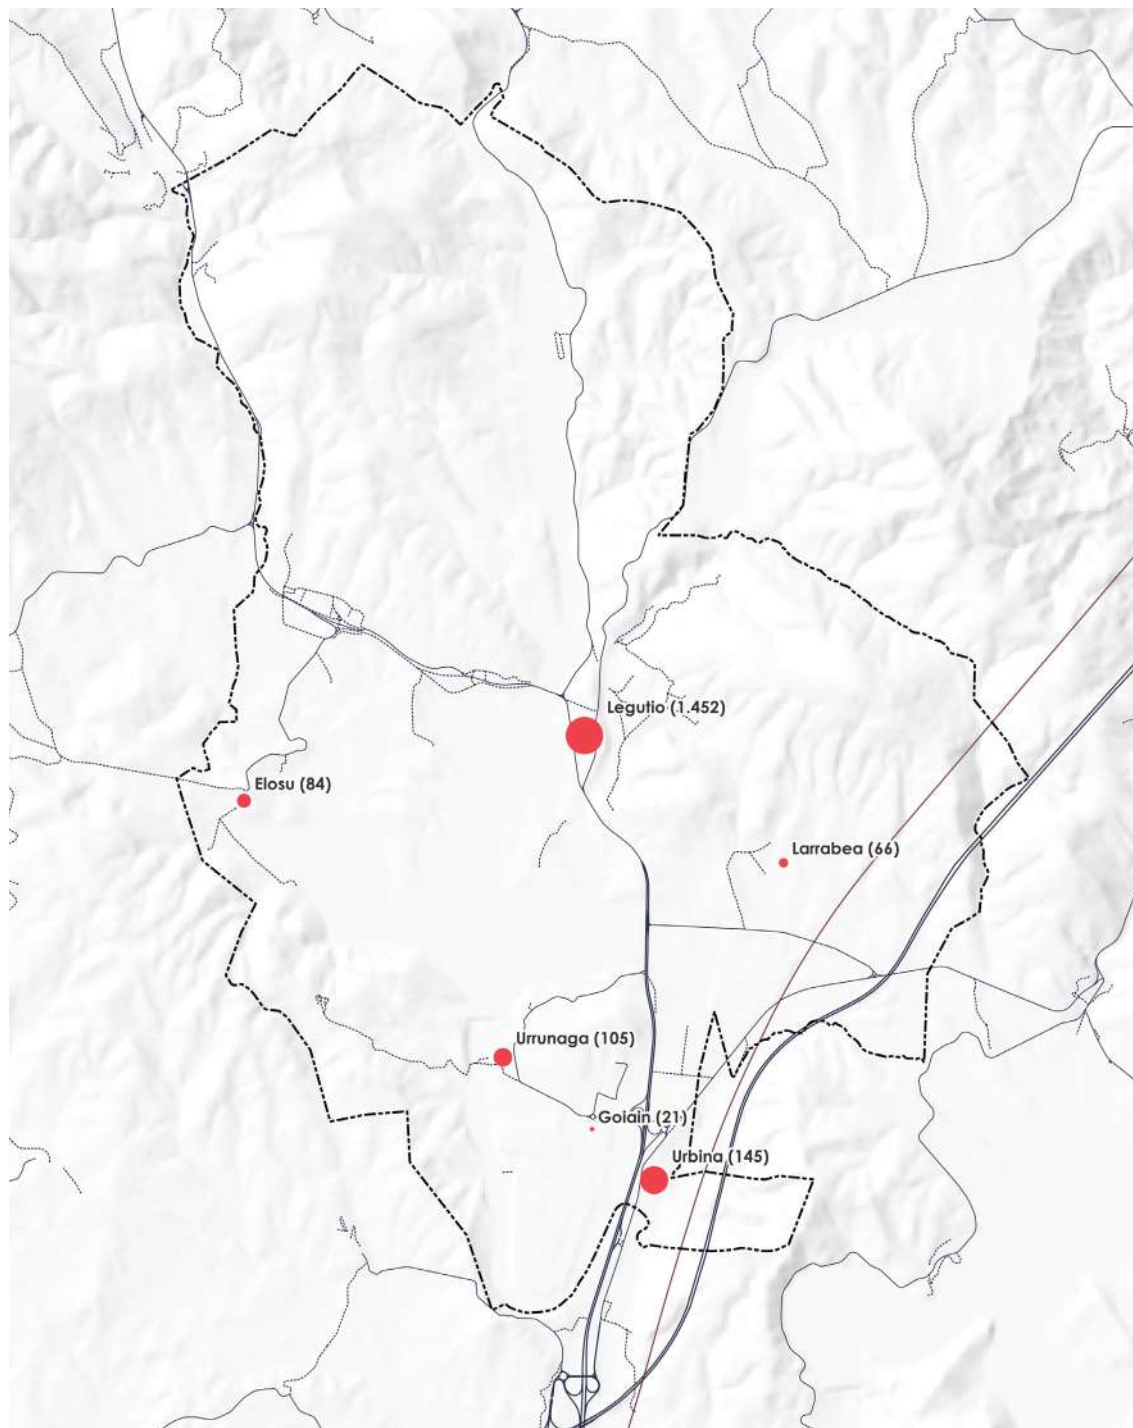 Legutio (1.452)
Elosu (84)
Larrabea (66)
Urrunaga (105)
Goiain (21)
Urbina (145)